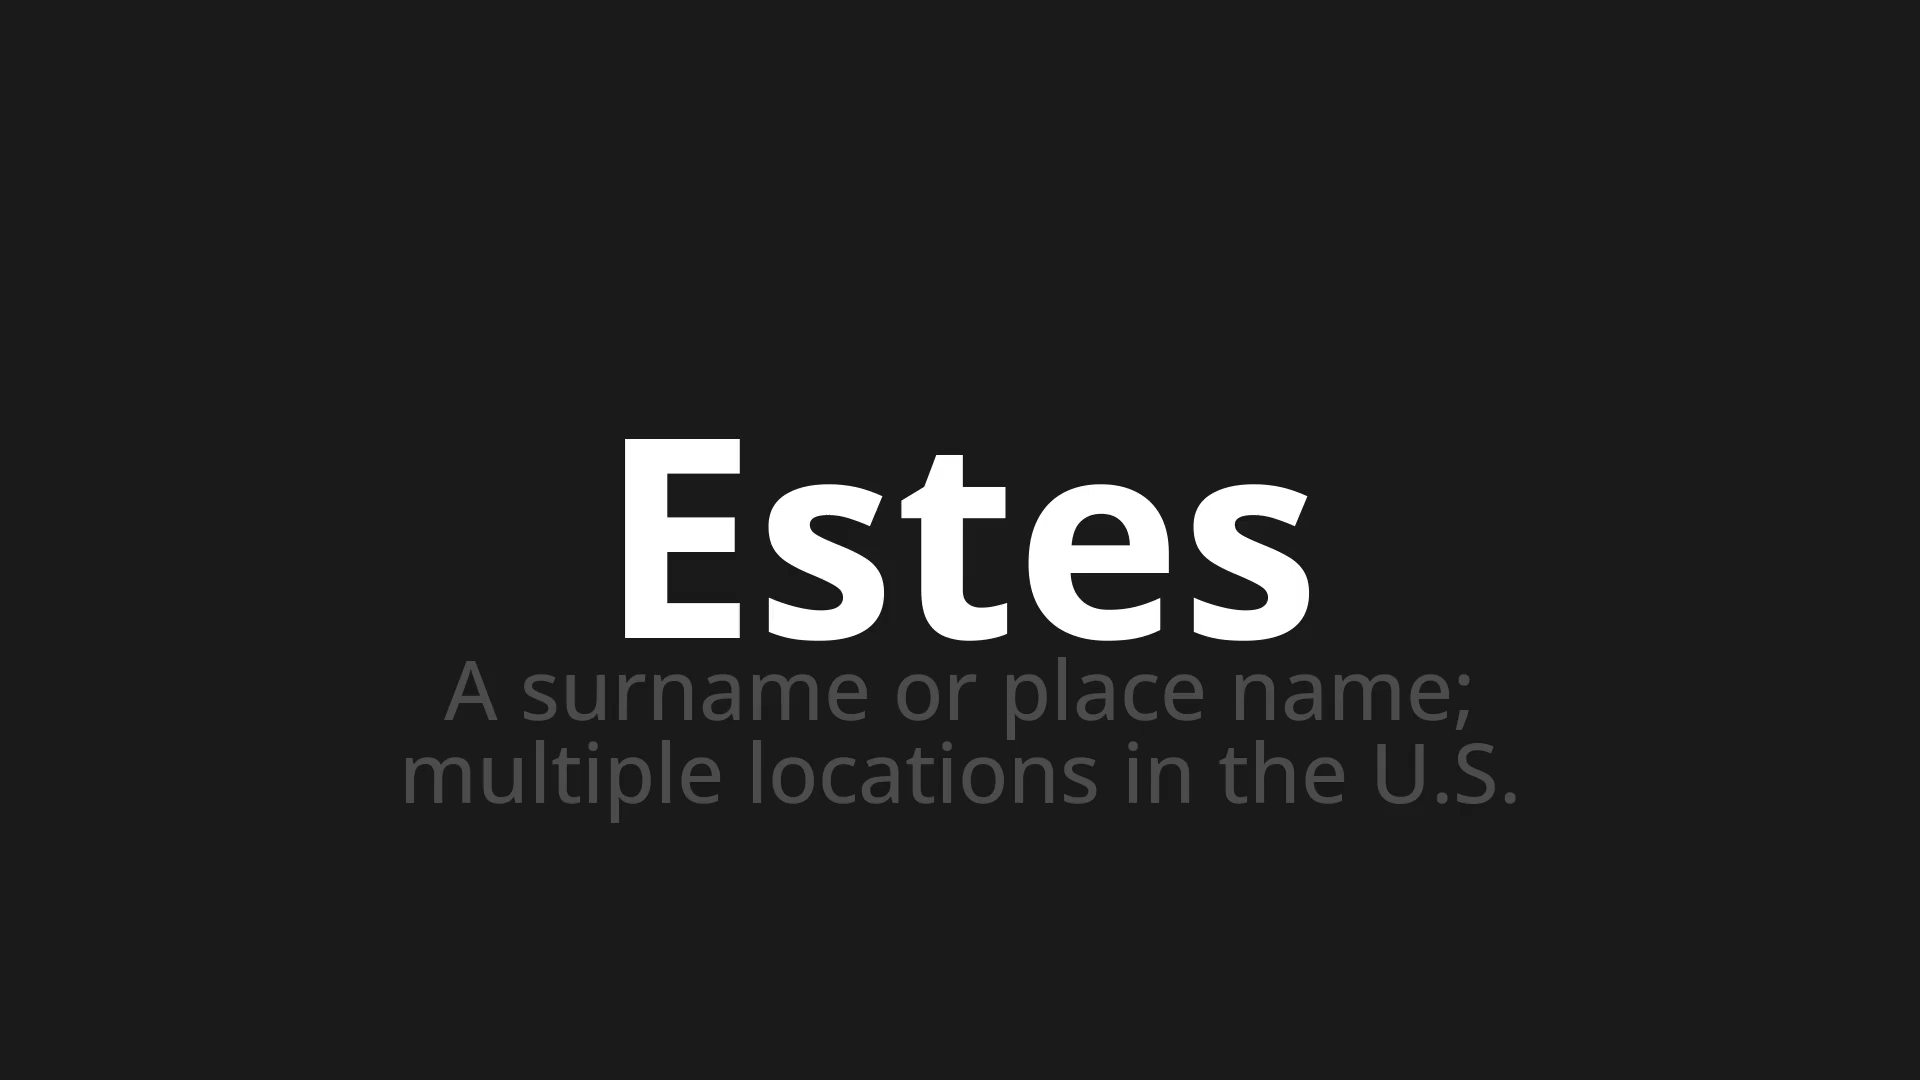 Estes
A surname or place name;
multiple locations in the U.S.